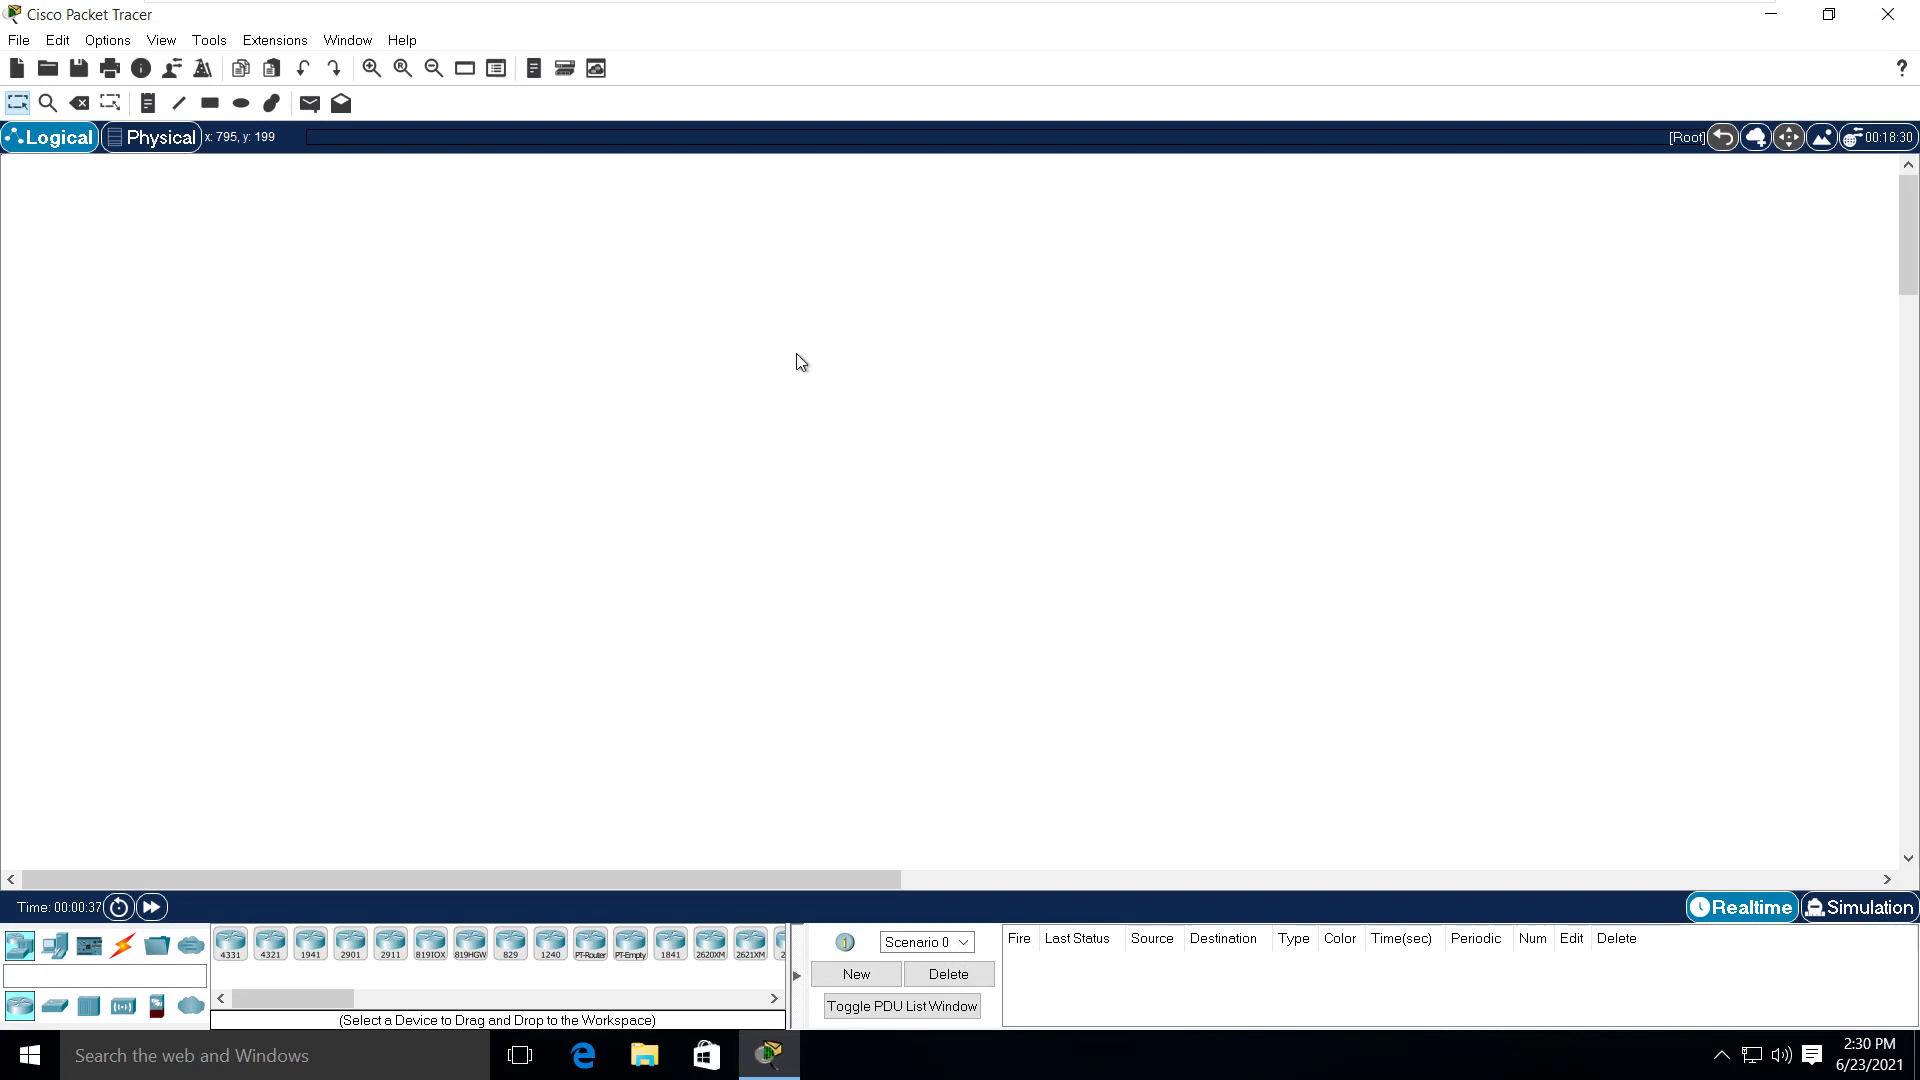 Cisco Packet Tracer
File Edit Options View Tools Extensions Window Help
?
Logical Physical x: 795, y: 199 [Root] 00:18:30
Time: 00:00:37 Realtime Simulation
4331 4321 1941 2901 2911 819IOX 819HGW 829 1240 PT-Router PT-Empty 1841 2620XM 2621XM 2
(Select a Device to Drag and Drop to the Workspace)
1 Scenario 0
New Delete
Toggle PDU List Window
Fire Last Status Source Destination Type Color Time(sec) Periodic Num Edit Delete
Search the web and Windows
2:30 PM
6/23/2021